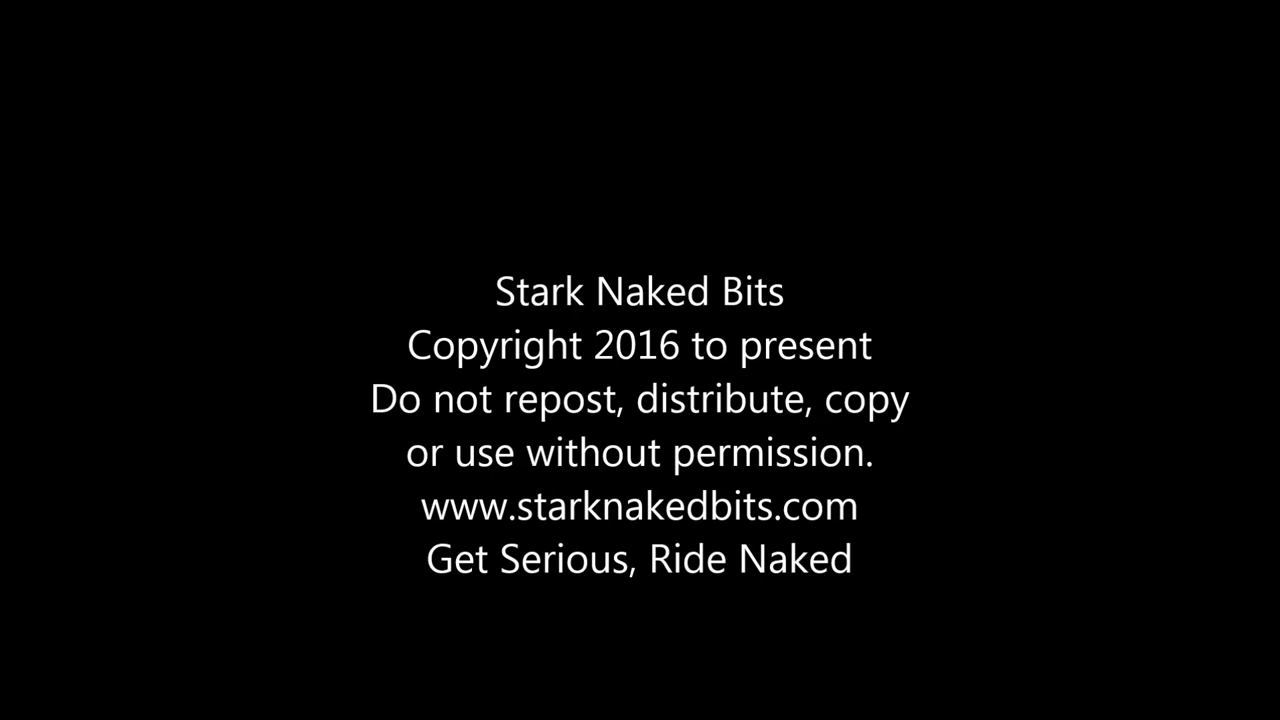 Stark Naked Bits
Copyright 2016 to present
Do not repost, distribute, copy
or use without permission.
www.starknakedbits.com
Get Serious, Ride Naked